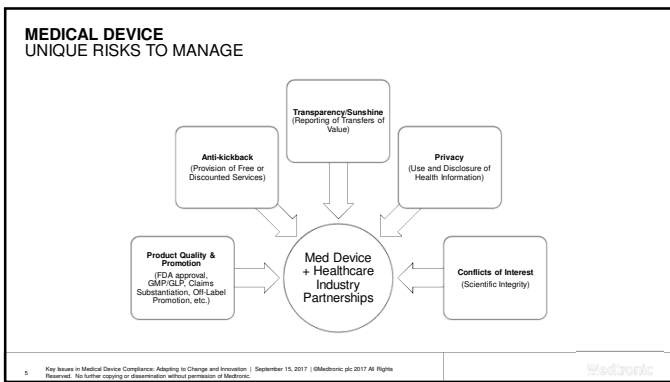 MEDICAL DEVICE
UNIQUE RISKS TO MANAGE
Transparency/Sunshine
(Reporting of Transfers of
Value)
Anti-kickback
(Provision of Free or
Discounted Services)
Privacy
(Use and Disclosure of
Health Information)
Product Quality &
Promotion
(FDA approval,
GMP/GLP, Claims
Substantiation, Off-Label
Promotion, etc.)
Med Device
+ Healthcare
Industry
Partnerships
Conflicts of Interest
(Scientific Integrity)
5
Key Issues in Medical Device Compliance: Adapting to Change and Innovation | September 15, 2017 | ©Medtronic plc 2017 All Rights
Reserved. No further copying or dissemination without permission of Medtronic.
Medtronic